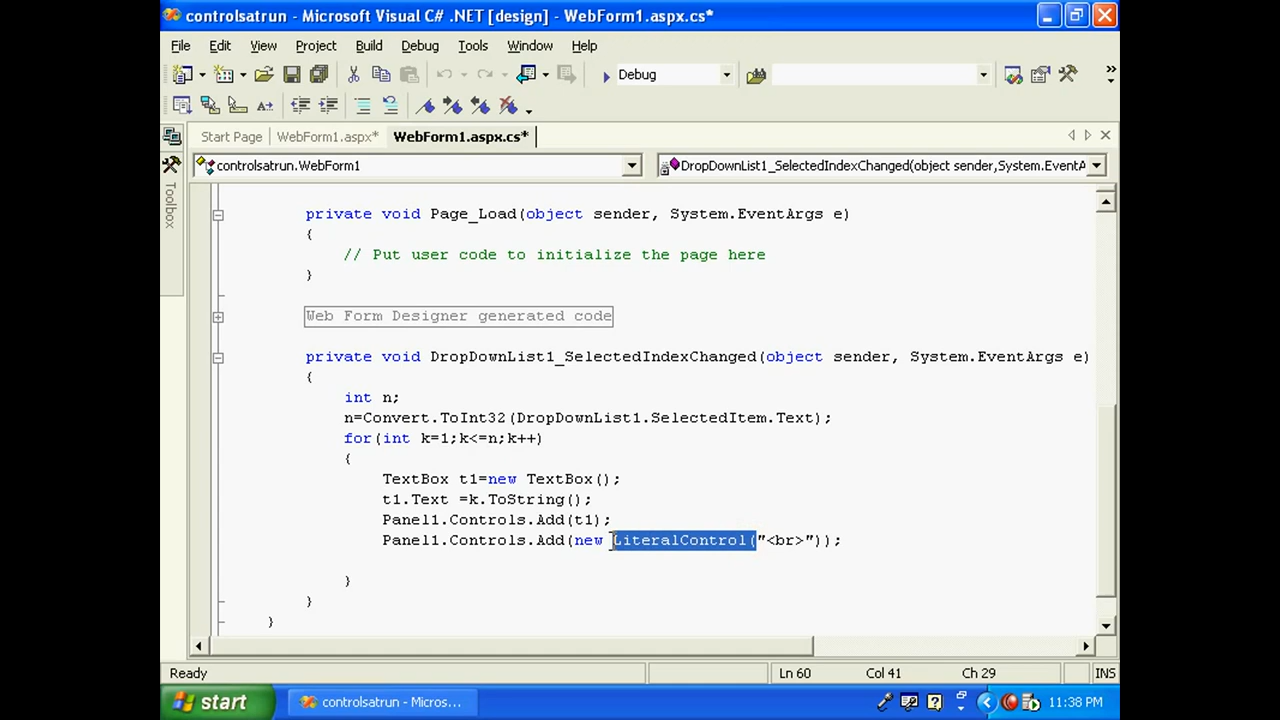 controlsatrun - Microsoft Visual C# .NET [design] - WebForm1.aspx.cs*
File Edit View Project Build Debug Tools Window Help
Debug
Start Page WebForm1.aspx* WebForm1.aspx.cs*
controlsatrun.WebForm1 DropDownList1_SelectedIndexChanged(object sender,System.EventA
Toolbox
private void Page_Load(object sender, System.EventArgs e)
{
// Put user code to initialize the page here
}
Web Form Designer generated code
private void DropDownList1_SelectedIndexChanged(object sender, System.EventArgs e)
{
int n;
n=Convert.ToInt32(DropDownList1.SelectedItem.Text);
for(int k=1;k<=n;k++)
{
TextBox t1=new TextBox();
t1.Text =k.ToString();
Panel1.Controls.Add(t1);
Panel1.Controls.Add(new LiteralControl("<br>"));
}
}
}
Ready Ln 60 Col 41 Ch 29 INS
start controlsatrun - Micros... 11:38 PM